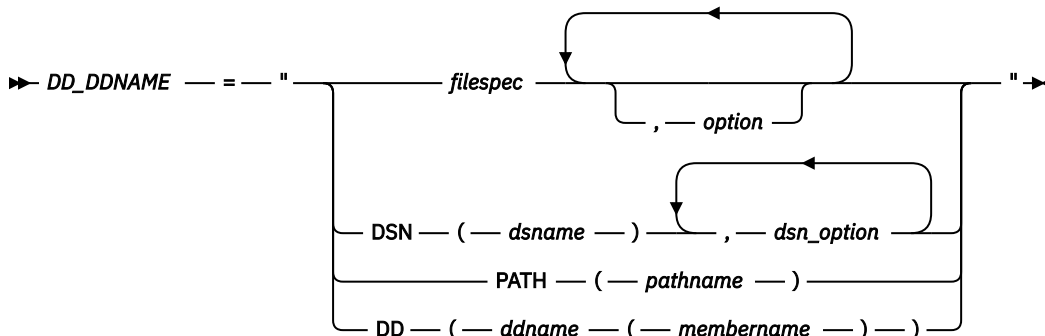 DD_DDNAME = " filespec "
, option
DSN ( dsname ) , dsn_option
PATH ( pathname )
DD ( ddname ( membername ) )